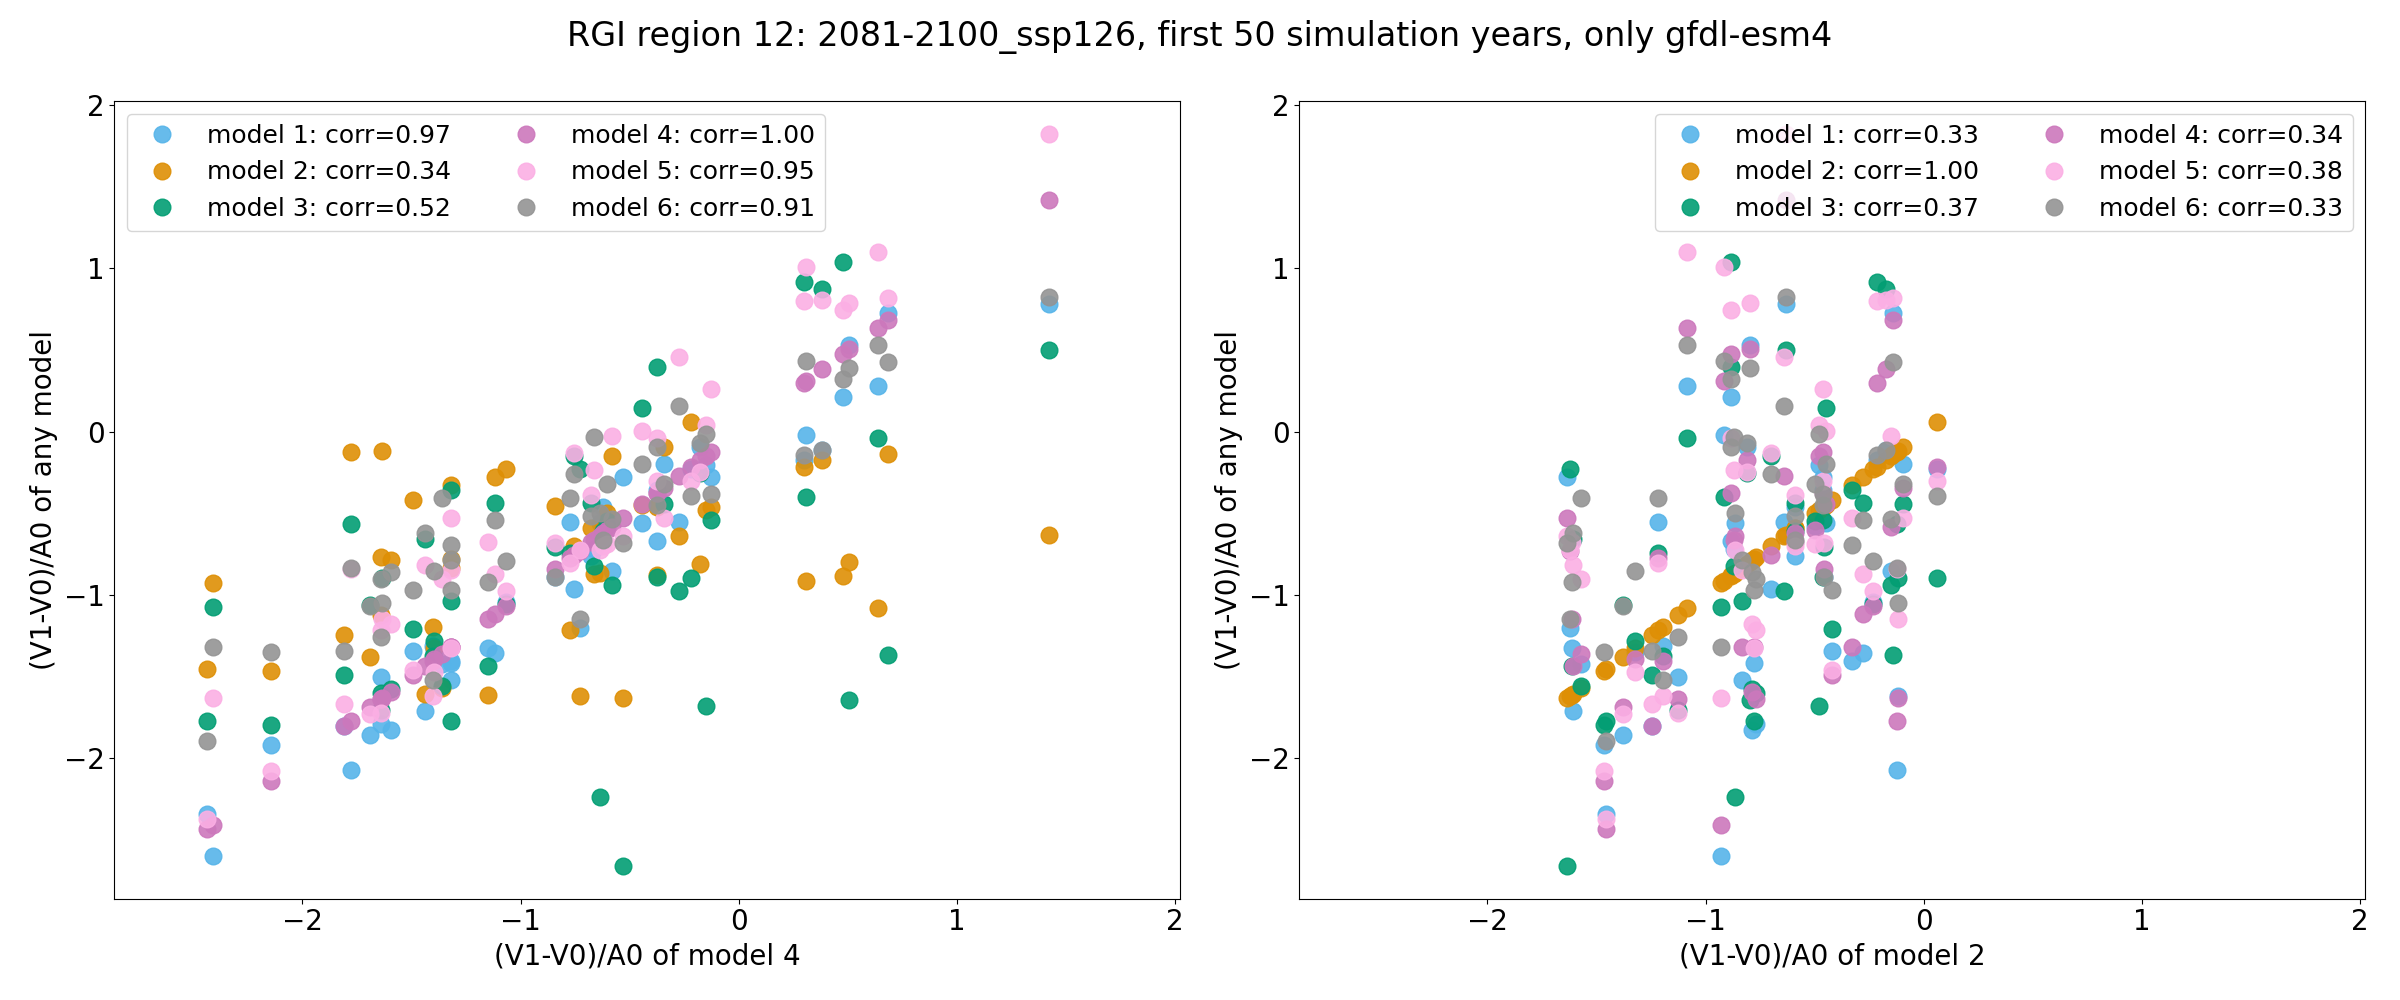 RGI region 12: 2081-2100_ssp126, first 50 simulation years, only gfdl-esm4
(V1-V0)/A0 of any model
2
1
0
−1
−2
model 1: corr=0.97
model 2: corr=0.34
model 3: corr=0.52
model 4: corr=1.00
model 5: corr=0.95
model 6: corr=0.91
−2
−1
0
1
2
(V1-V0)/A0 of model 4
(V1-V0)/A0 of any model
2
1
0
−1
−2
model 1: corr=0.33
model 2: corr=1.00
model 3: corr=0.37
model 4: corr=0.34
model 5: corr=0.38
model 6: corr=0.33
−2
−1
0
1
2
(V1-V0)/A0 of model 2